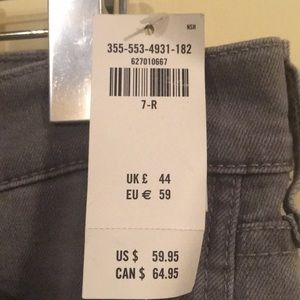 NSH
355-553-4931-182
627010667
7-R
UK £ 44
EU € 59
US $ 59.95
CAN $ 64.95